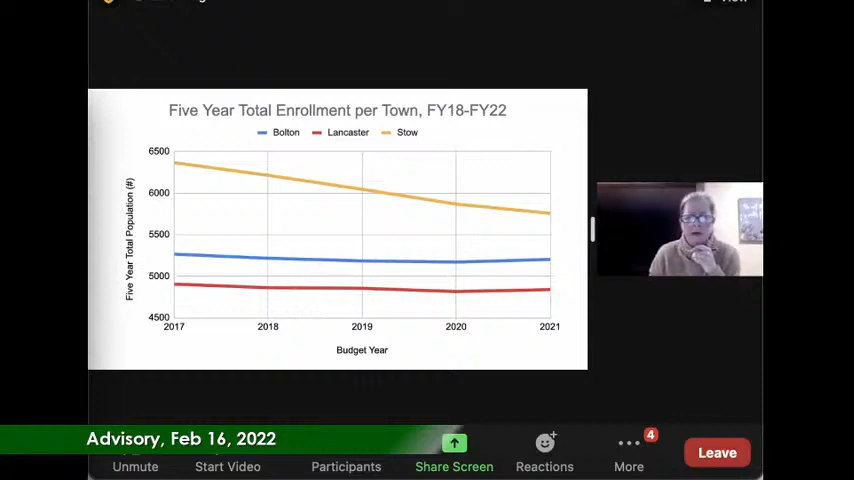 Five Year Total Enrollment per Town, FY18-FY22
Bolton Lancaster Stow
Five Year Total Population (#)
6500
6000
5500
5000
4500
2017 2018 2019 2020 2021
Budget Year
Advisory, Feb 16, 2022
4
Leave
Unmute Start Video Participants Share Screen Reactions More